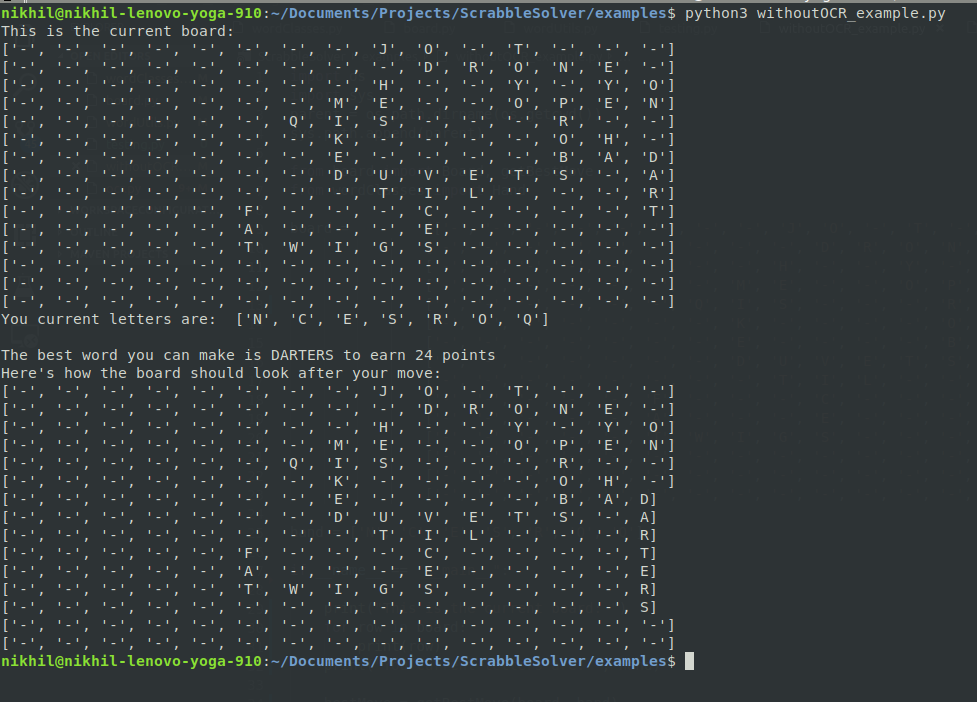 nikhil@nikhil-lenovo-yoga-910:~/Documents/Projects/ScrabbleSolver/examples$ python3 withoutOCR_example.py
This is the current board:
['-', '-', '-', '-', '-', '-', '-', '-', 'J', 'O', '-', 'T', '-', '-', '-']
['-', '-', '-', '-', '-', '-', '-', '-', '-', 'D', 'R', 'O', 'N', 'E', '-']
['-', '-', '-', '-', '-', '-', '-', '-', 'H', '-', '-', 'Y', '-', 'Y', 'O']
['-', '-', '-', '-', '-', '-', '-', 'M', 'E', '-', '-', 'O', 'P', 'E', 'N']
['-', '-', '-', '-', '-', '-', 'Q', 'I', 'S', '-', '-', '-', 'R', '-', '-']
['-', '-', '-', '-', '-', '-', '-', 'K', '-', '-', '-', '-', 'O', 'H', '-']
['-', '-', '-', '-', '-', '-', '-', 'E', '-', '-', '-', '-', 'B', 'A', 'D']
['-', '-', '-', '-', '-', '-', '-', 'D', 'U', 'V', 'E', 'T', 'S', '-', 'A']
['-', '-', '-', '-', '-', '-', '-', '-', 'T', 'I', 'L', '-', '-', '-', 'R']
['-', '-', '-', '-', '-', 'F', '-', '-', '-', 'C', '-', '-', '-', '-', 'T']
['-', '-', '-', '-', '-', 'A', '-', '-', '-', 'E', '-', '-', '-', '-', '-']
['-', '-', '-', '-', '-', 'T', 'W', 'I', 'G', 'S', '-', '-', '-', '-', '-']
['-', '-', '-', '-', '-', '-', '-', '-', '-', '-', '-', '-', '-', '-', '-']
['-', '-', '-', '-', '-', '-', '-', '-', '-', '-', '-', '-', '-', '-', '-']
['-', '-', '-', '-', '-', '-', '-', '-', '-', '-', '-', '-', '-', '-', '-']
You current letters are:  ['N', 'C', 'E', 'S', 'R', 'O', 'Q']
The best word you can make is DARTERS to earn 24 points
Here's how the board should look after your move:
['-', '-', '-', '-', '-', '-', '-', '-', 'J', 'O', '-', 'T', '-', '-', '-']
['-', '-', '-', '-', '-', '-', '-', '-', '-', 'D', 'R', 'O', 'N', 'E', '-']
['-', '-', '-', '-', '-', '-', '-', '-', 'H', '-', '-', 'Y', '-', 'Y', 'O']
['-', '-', '-', '-', '-', '-', '-', 'M', 'E', '-', '-', 'O', 'P', 'E', 'N']
['-', '-', '-', '-', '-', '-', 'Q', 'I', 'S', '-', '-', '-', 'R', '-', '-']
['-', '-', '-', '-', '-', '-', '-', 'K', '-', '-', '-', '-', 'O', 'H', '-']
['-', '-', '-', '-', '-', '-', '-', 'E', '-', '-', '-', '-', 'B', 'A', D]
['-', '-', '-', '-', '-', '-', '-', 'D', 'U', 'V', 'E', 'T', 'S', '-', A]
['-', '-', '-', '-', '-', '-', '-', '-', 'T', 'I', 'L', '-', '-', '-', R]
['-', '-', '-', '-', '-', 'F', '-', '-', '-', 'C', '-', '-', '-', '-', T]
['-', '-', '-', '-', '-', 'A', '-', '-', '-', 'E', '-', '-', '-', '-', E]
['-', '-', '-', '-', '-', 'T', 'W', 'I', 'G', 'S', '-', '-', '-', '-', R]
['-', '-', '-', '-', '-', '-', '-', '-', '-', '-', '-', '-', '-', '-', S]
['-', '-', '-', '-', '-', '-', '-', '-', '-', '-', '-', '-', '-', '-', '-']
['-', '-', '-', '-', '-', '-', '-', '-', '-', '-', '-', '-', '-', '-', '-']
nikhil@nikhil-lenovo-yoga-910:~/Documents/Projects/ScrabbleSolver/examples$